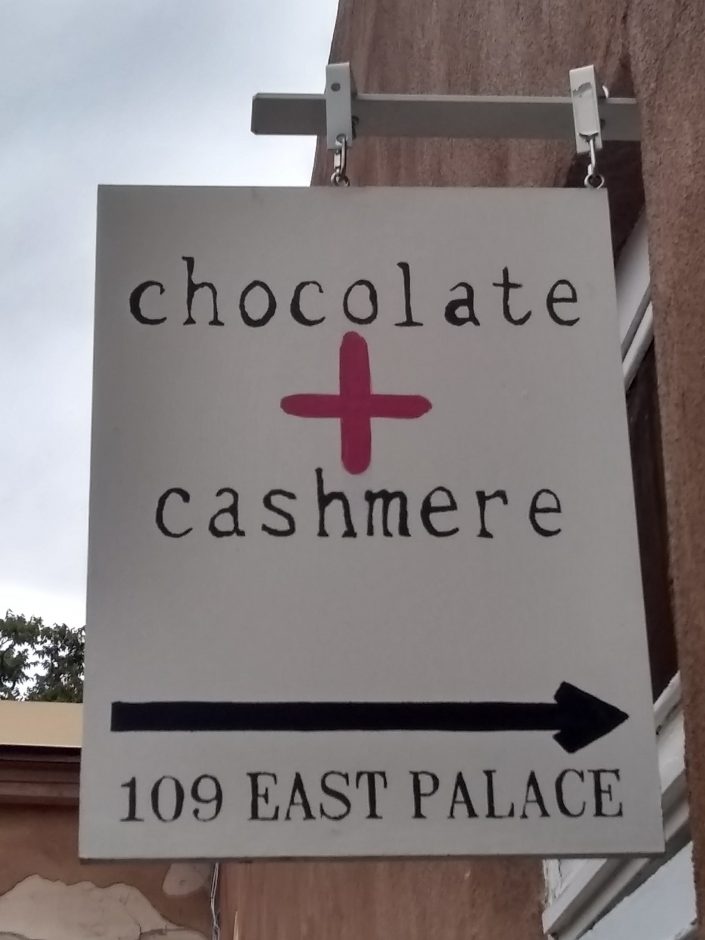 chocolate
+
cashmere
109 EAST PALACE